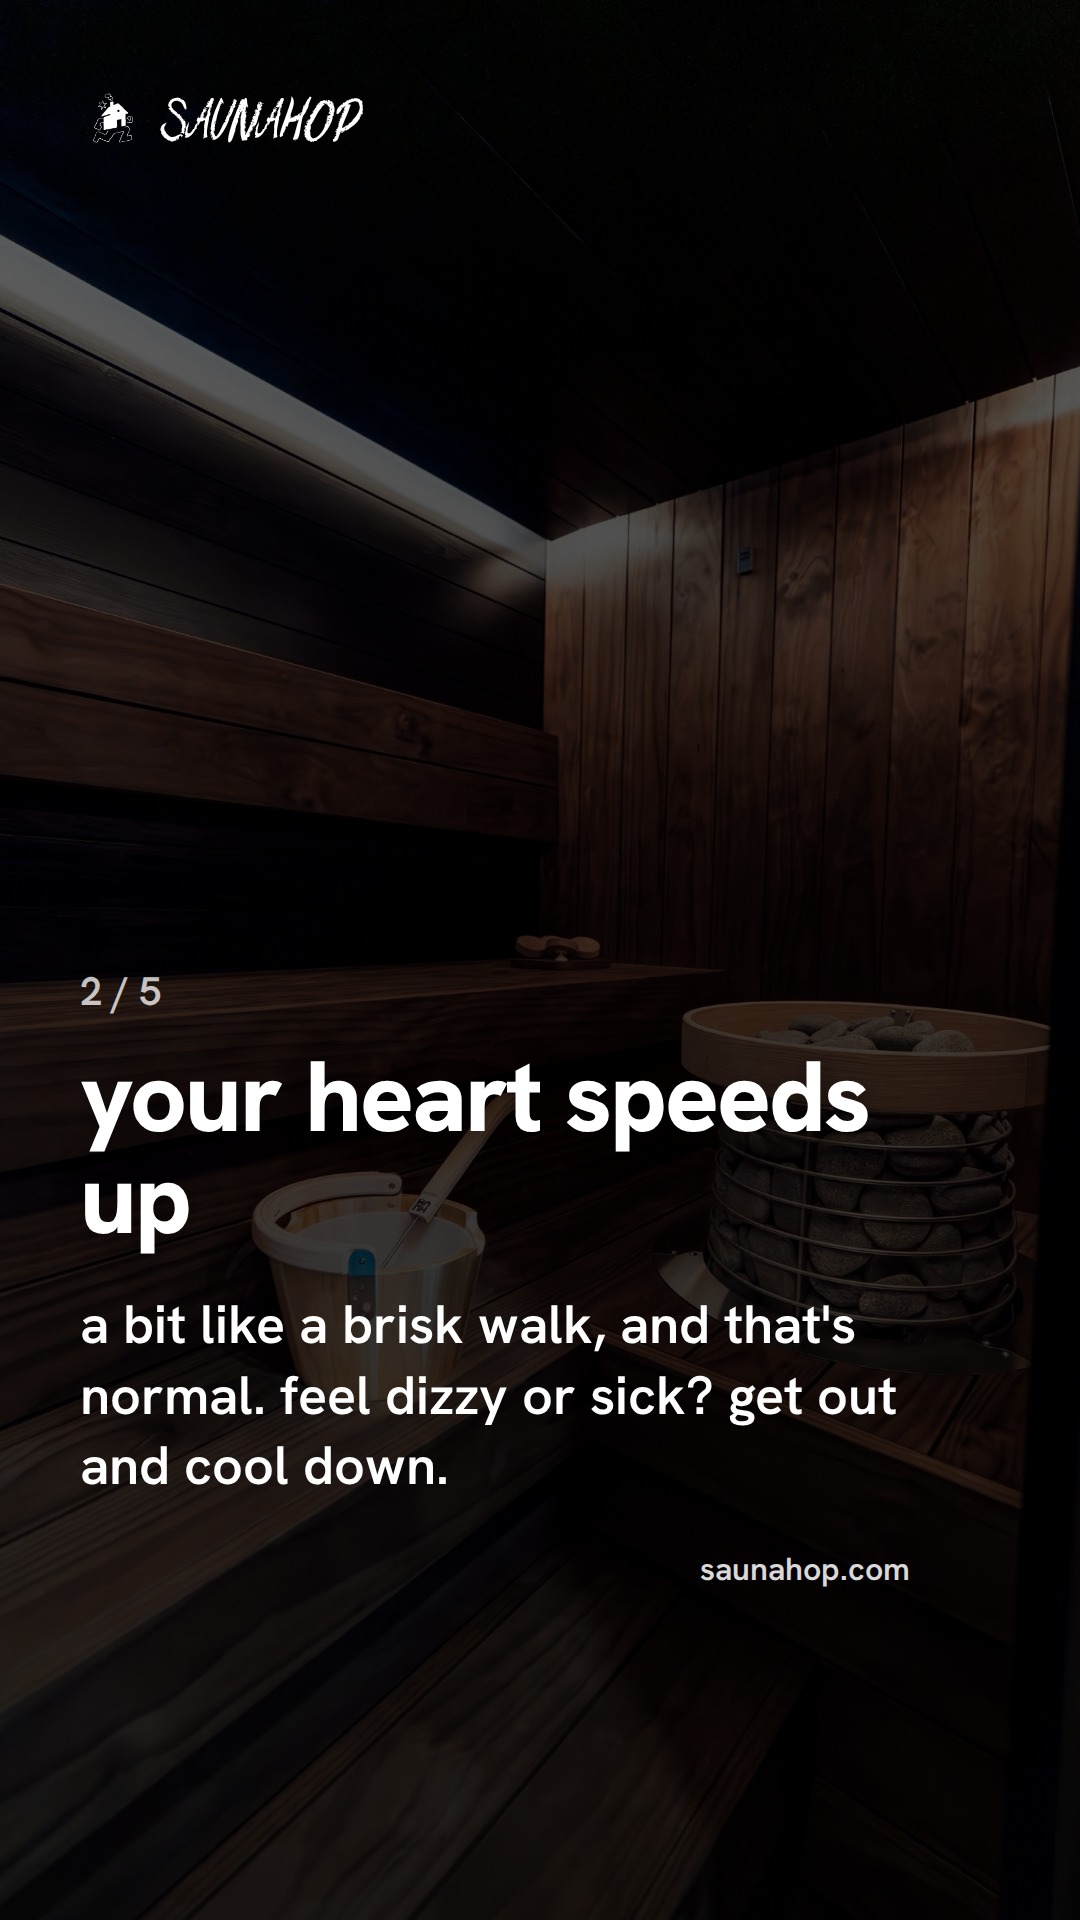 SAUNAHOP
2 / 5
your heart speeds
up
a bit like a brisk walk, and that's
normal. feel dizzy or sick? get out
and cool down.
saunahop.com